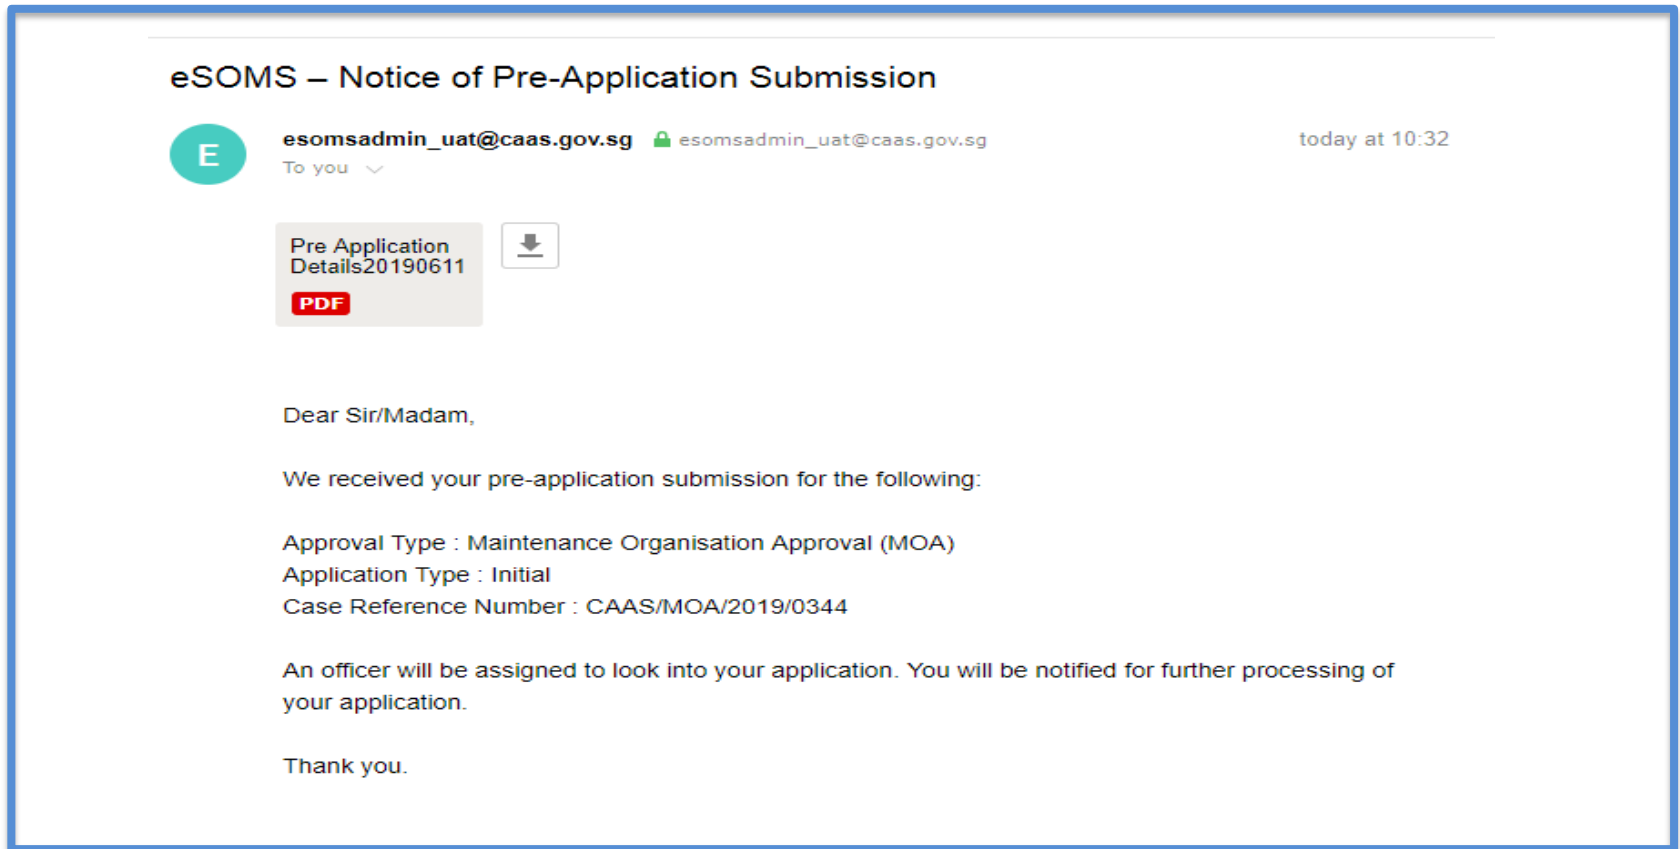 eSOMS – Notice of Pre-Application Submission
E
esomsadmin_uat@caas.gov.sg esomsadmin_uat@caas.gov.sg today at 10:32
To you
Pre Application
Details20190611
PDF
Dear Sir/Madam,
We received your pre-application submission for the following:
Approval Type : Maintenance Organisation Approval (MOA)
Application Type : Initial
Case Reference Number : CAAS/MOA/2019/0344
An officer will be assigned to look into your application. You will be notified for further processing of
your application.
Thank you.